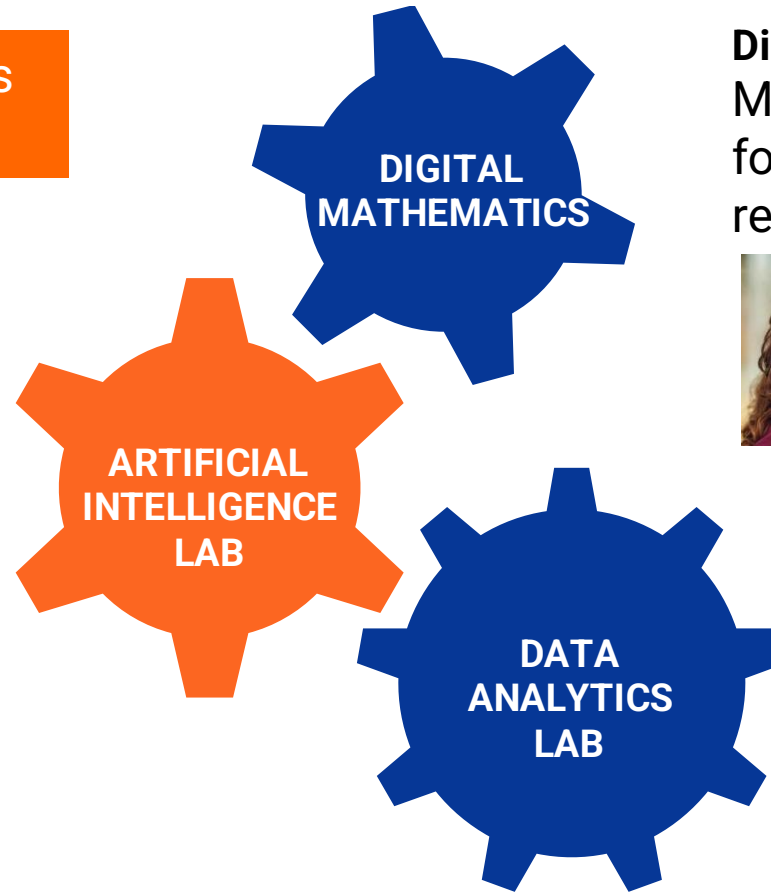 DIGITAL
MATHEMATICS
ARTIFICIAL
INTELLIGENCE
LAB
DATA
ANALYTICS
LAB